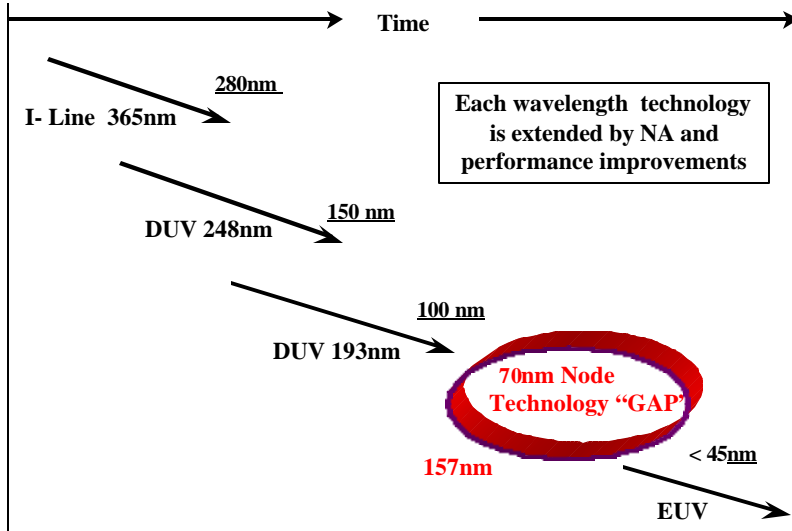 Time
280nm
I- Line 365nm
Each wavelength technology
is extended by NA and
performance improvements
150 nm
DUV 248nm
100 nm
DUV 193nm
70nm Node
Technology “GAP”
157nm
< 45nm
EUV